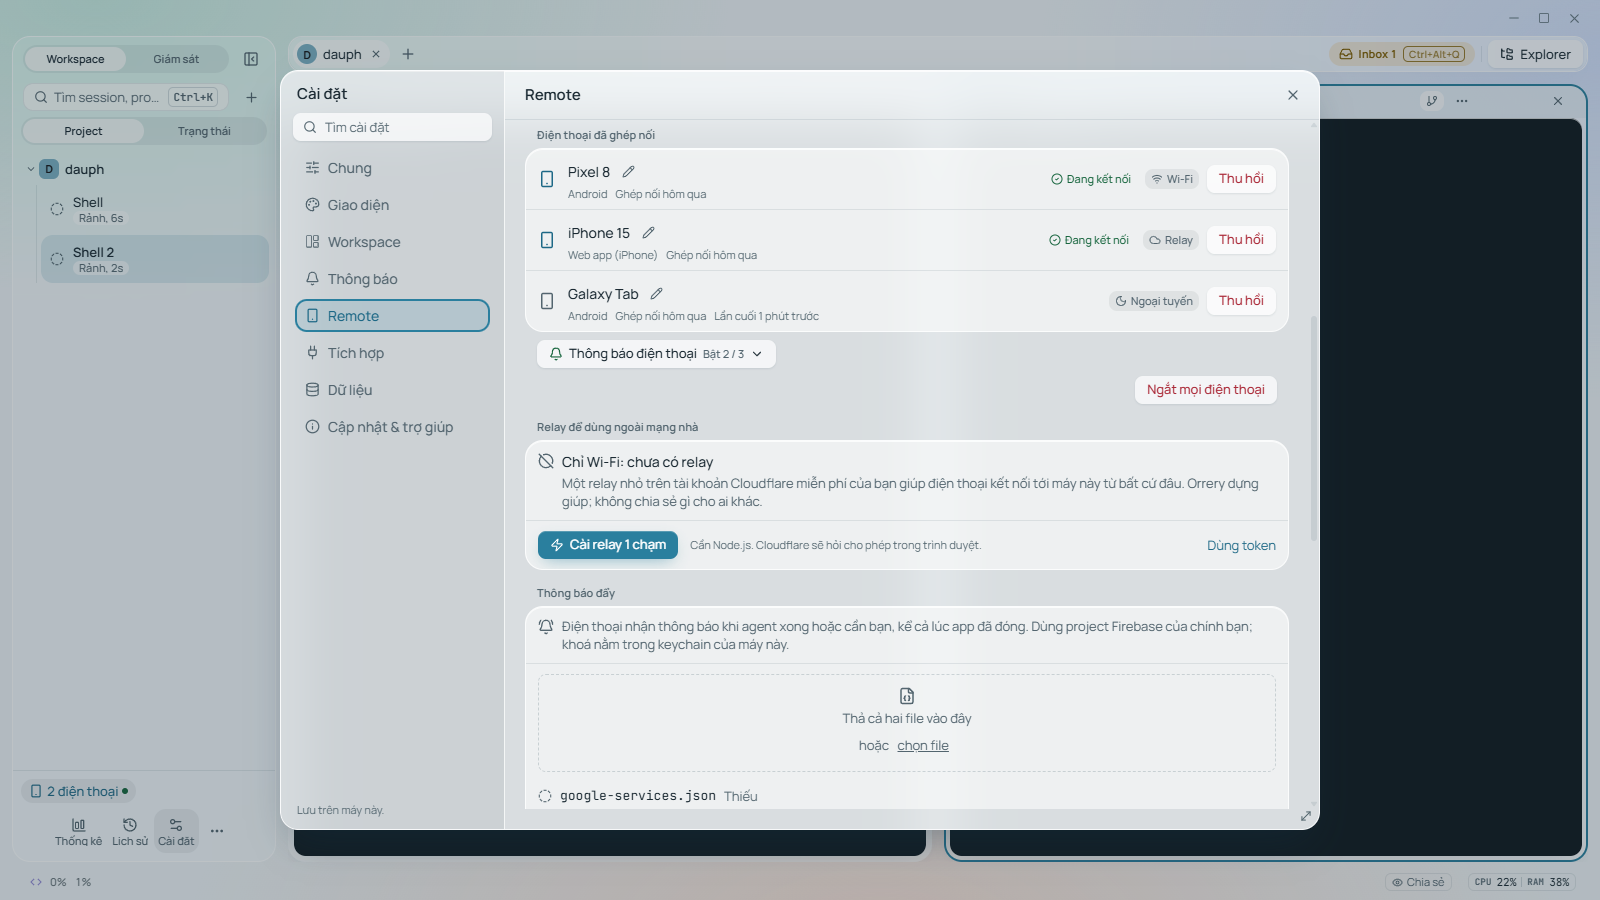 Workspace
Giám sát
Tìm session, pro...
Ctrl+K
Project
Trạng thái
D
dauph
Shell
Rảnh, 6s
Shell 2
Rảnh, 2s
2 điện thoại
Thống kê
Lịch sử
Cài đặt
0%
1%
D
dauph
Inbox 1
Ctrl+Alt+Q
Explorer
Cài đặt
Tìm cài đặt
Chung
Giao diện
Workspace
Thông báo
Remote
Tích hợp
Dữ liệu
Cập nhật & trợ giúp
Lưu trên máy này.
Remote
Điện thoại đã ghép nối
Pixel 8
Android Ghép nối hôm qua
Đang kết nối
Wi-Fi
Thu hồi
iPhone 15
Web app (iPhone) Ghép nối hôm qua
Đang kết nối
Relay
Thu hồi
Galaxy Tab
Android Ghép nối hôm qua Lần cuối 1 phút trước
Ngoại tuyến
Thu hồi
Thông báo điện thoại Bật 2 / 3
Ngắt mọi điện thoại
Relay để dùng ngoài mạng nhà
Chỉ Wi-Fi: chưa có relay
Một relay nhỏ trên tài khoản Cloudflare miễn phí của bạn giúp điện thoại kết nối tới máy này từ bất cứ đâu. Orrery dựng
giúp; không chia sẻ gì cho ai khác.
Cài relay 1 chạm
Cần Node.js. Cloudflare sẽ hỏi cho phép trong trình duyệt.
Dùng token
Thông báo đẩy
Điện thoại nhận thông báo khi agent xong hoặc cần bạn, kể cả lúc app đã đóng. Dùng project Firebase của chính bạn;
khoá nằm trong keychain của máy này.
Thả cả hai file vào đây
hoặc chọn file
google-services.json Thiếu
Chia sẻ
CPU 22%
RAM 38%